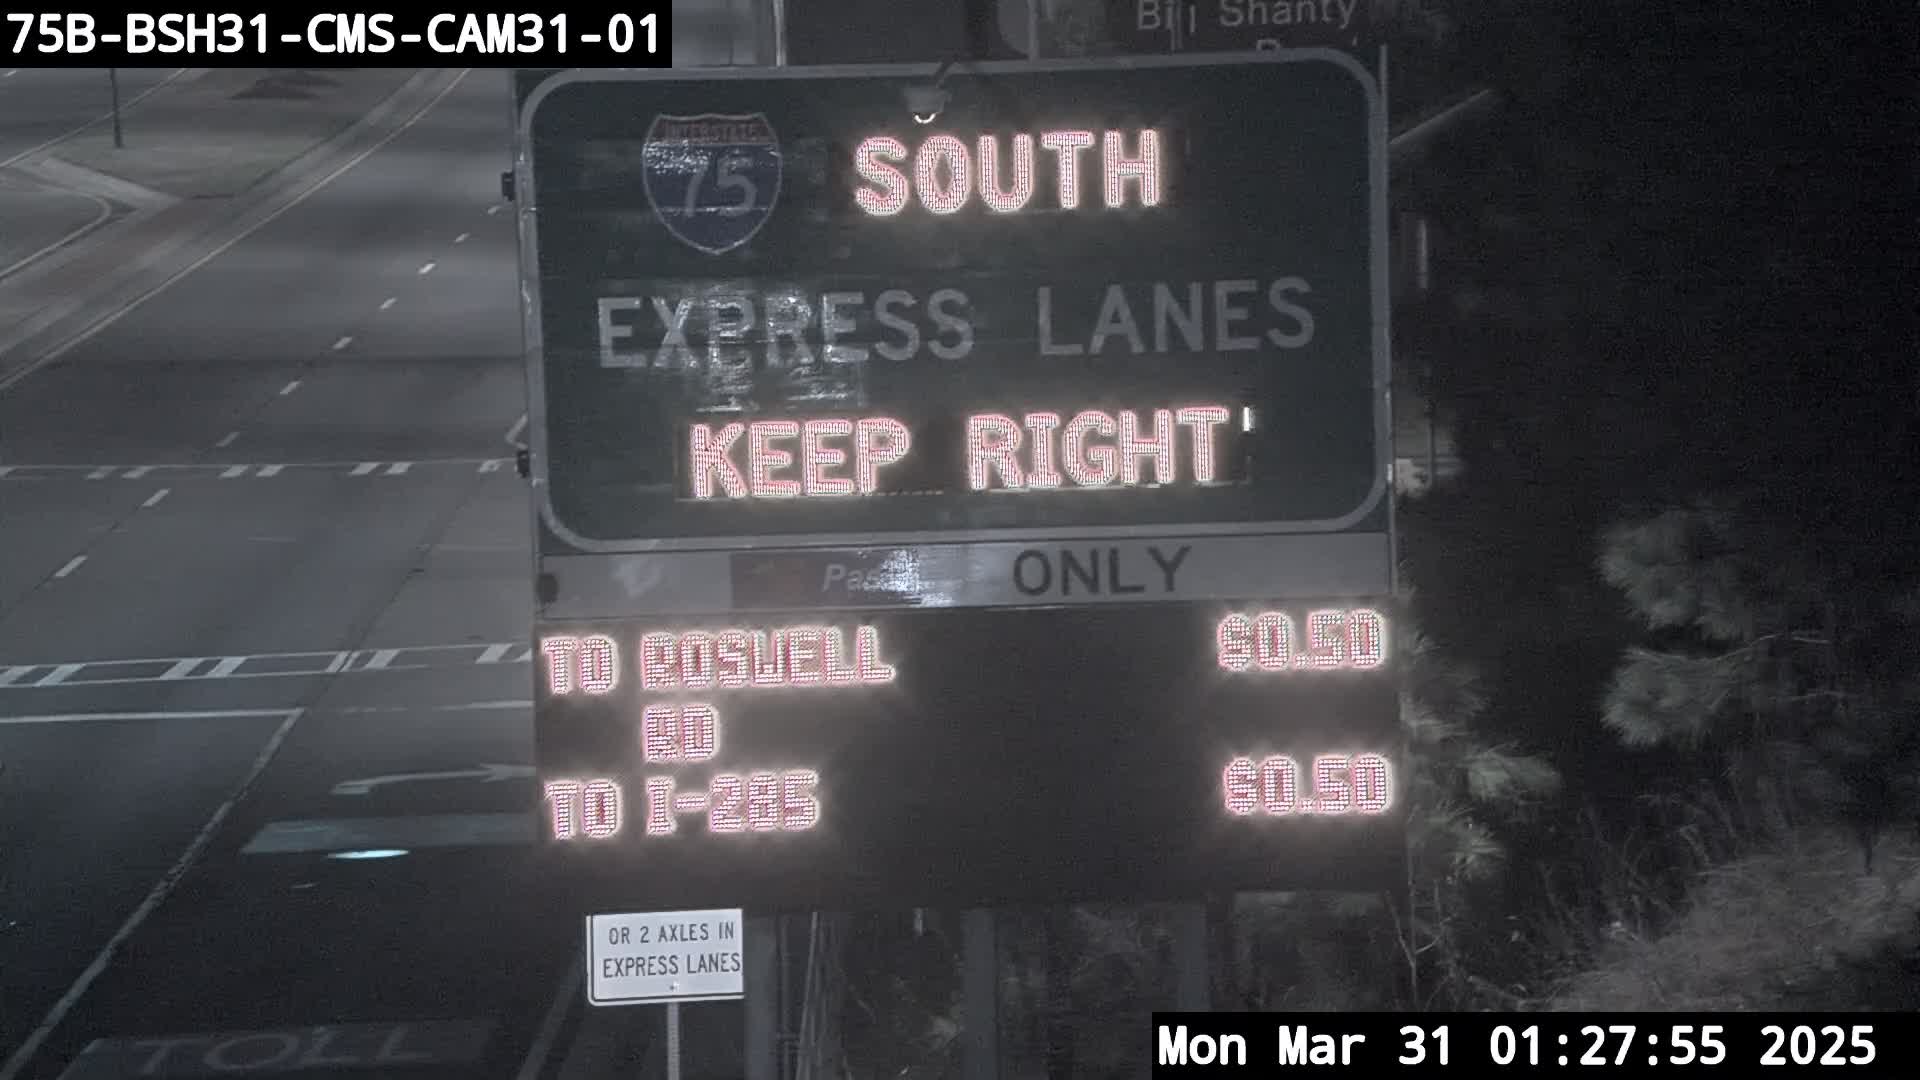 75B-BSH31-CMS-CAM31-01
Bill Shanty
INTERSTATE
75
SOUTH
EXPRESS LANES
KEEP RIGHT
ONLY
TO ROSWELL $0.50
RD
TO I-285 $0.50
OR 2 AXLES IN
EXPRESS LANES
TOLL
Mon Mar 31 01:27:55 2025